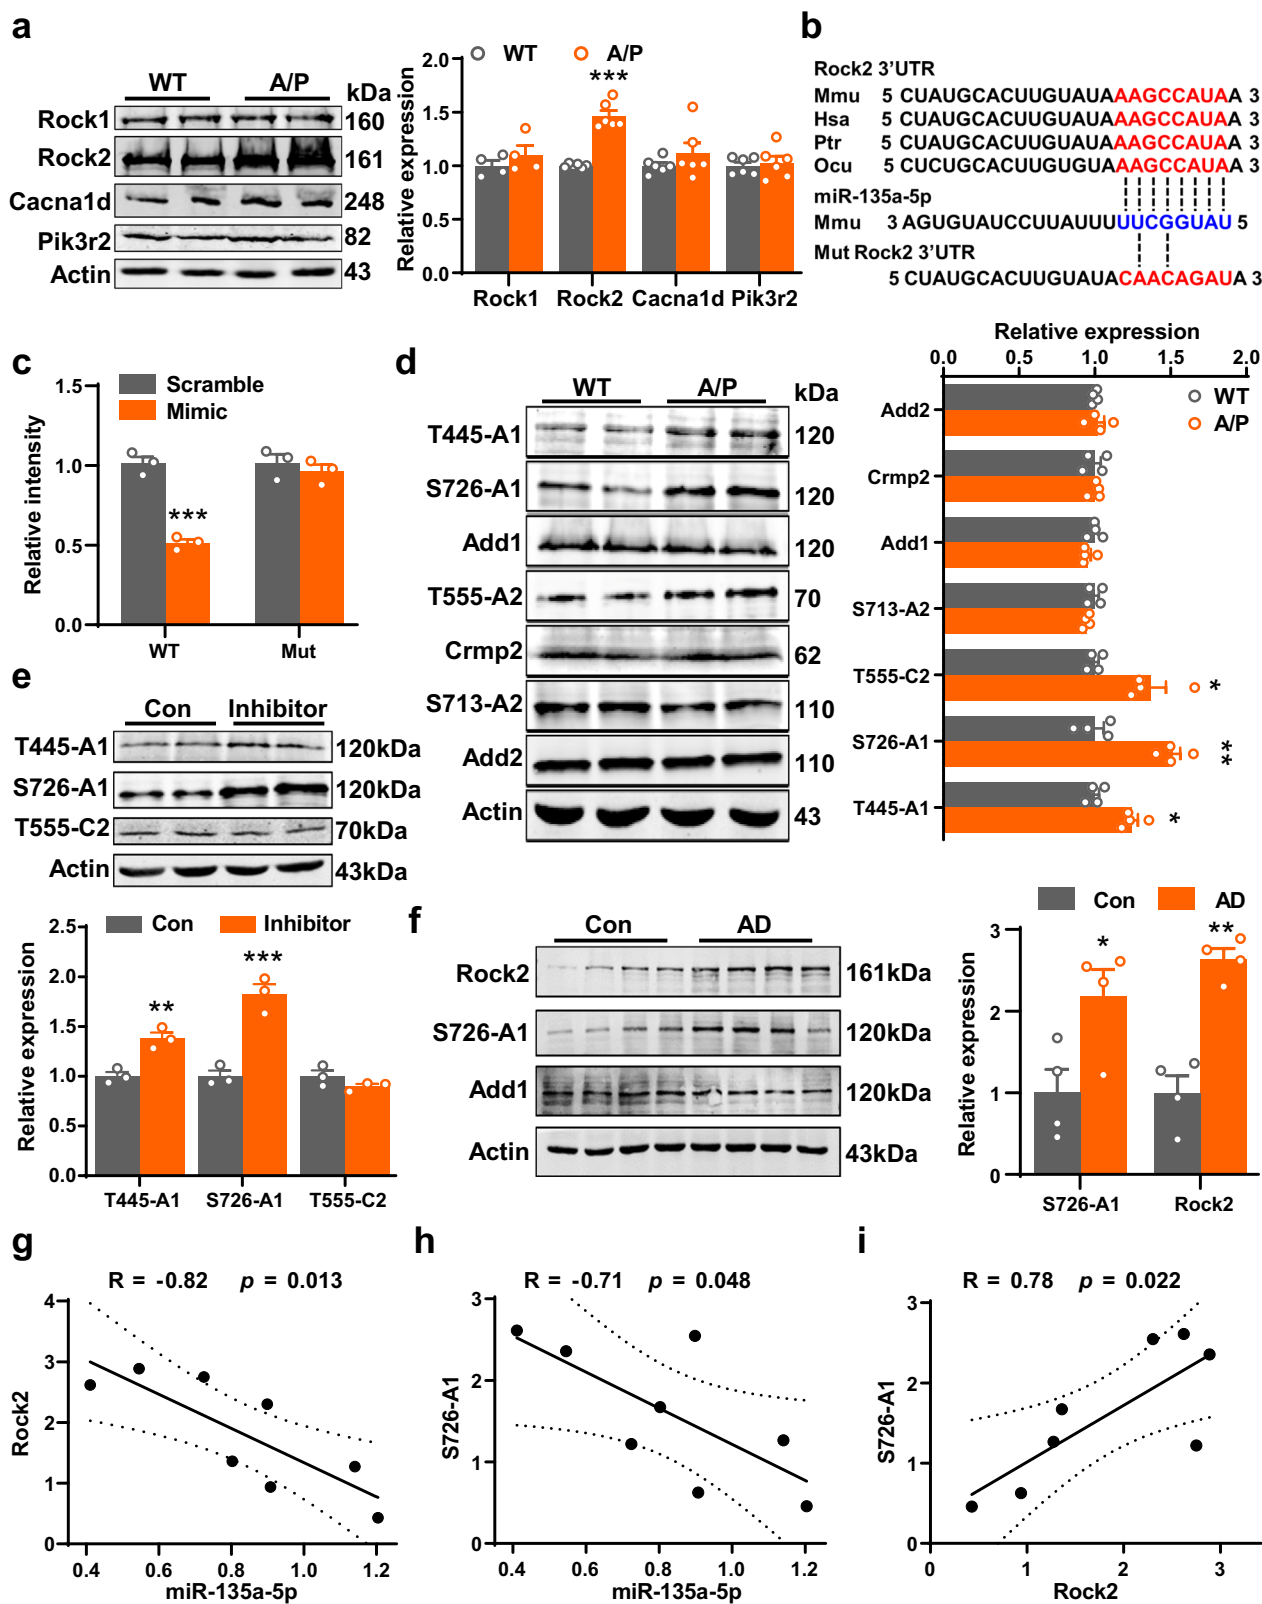 a
WT A/P kDa
Rock1 160
Rock2 161
Cacna1d 248
Pik3r2 82
Actin 43
WT A/P
Relative expression
2.0
1.5
1.0
0.5
0.0
***
Rock1 Rock2 Cacna1d Pik3r2
b
Rock2 3’UTR
Mmu 5 CUAUGCACUUGUAUAAAGCCAUAA 3
Hsa 5 CUAUGCACUUGUAUAAAGCCAUAA 3
Ptr 5 CUAUGCACUUGUAUAAAGCCAUAA 3
Ocu 5 CUCUGCACUUGUGUAAAGCCAUAA 3
miR-135a-5p
Mmu 3 AGUGUAUCCUUAUUUUUCGGUAU 5
Mut Rock2 3’UTR
5 CUAUGCACUUGUAUACAACAGAUA 3
c
Scramble
Mimic
Relative intensity
1.5
1.0
0.5
0.0
***
WT Mut
d
WT A/P kDa
T445-A1 120
S726-A1 120
Add1 120
T555-A2 70
Crmp2 62
S713-A2 110
Add2 110
Actin 43
Relative expression
0.0 0.5 1.0 1.5 2.0
WT
A/P
Add2
Crmp2
Add1
S713-A2
T555-C2 *
S726-A1 **
T445-A1 *
e
Con Inhibitor
T445-A1 120kDa
S726-A1 120kDa
T555-C2 70kDa
Actin 43kDa
Con Inhibitor
Relative expression
2.5
2.0
1.5
1.0
0.5
0.0
** ***
T445-A1 S726-A1 T555-C2
f
Con AD
Rock2 161kDa
S726-A1 120kDa
Add1 120kDa
Actin 43kDa
Con AD
Relative expression
3
2
1
0
* **
S726-A1 Rock2
g
R = -0.82 p = 0.013
Rock2
4
3
2
1
0
0.4 0.6 0.8 1.0 1.2
miR-135a-5p
h
R = -0.71 p = 0.048
S726-A1
3
2
1
0
0.4 0.6 0.8 1.0 1.2
miR-135a-5p
i
R = 0.78 p = 0.022
S726-A1
3
2
1
0
0 1 2 3
Rock2